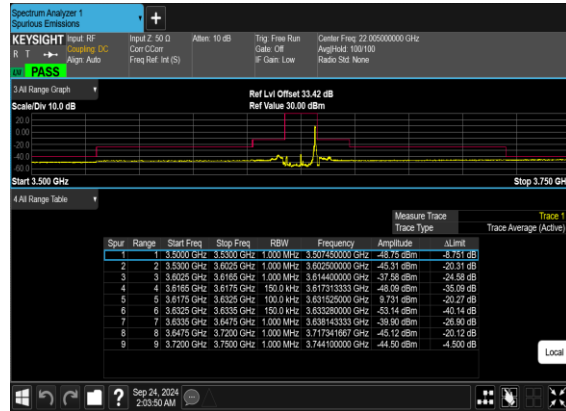 Spectrum Analyzer 1
Spurious Emissions
+
KEYSIGHT Input: RF Input Z: 50 Ω Atten: 10 dB Trig: Free Run Center Freq: 22.005000000 GHz
R T Coupling: DC Corr CCorr Gate: Off Avg|Hold: 100/100
Align: Auto Freq Ref: Int (S) IF Gain: Low Radio Std: None
PASS
3 All Range Graph
Ref Lvl Offset 33.42 dB
Scale/Div 10.0 dB Ref Value 30.00 dBm
20.0
0.00
-20.0
-40.0
-60.0
Start 3.500 GHz Stop 3.750 GH
4 All Range Table
Measure Trace Trace 1
Trace Type Trace Average (Active)
Spur Range Start Freq Stop Freq RBW Frequency Amplitude ΔLimit
1 1 3.5000 GHz 3.5300 GHz 1.000 MHz 3.507450000 GHz -48.75 dBm -8.751 dB
2 2 3.5300 GHz 3.6025 GHz 1.000 MHz 3.602500000 GHz -45.31 dBm -20.31 dB
3 3 3.6025 GHz 3.6165 GHz 1.000 MHz 3.614400000 GHz -37.58 dBm -24.58 dB
4 4 3.6165 GHz 3.6175 GHz 150.0 kHz 3.617313333 GHz -48.09 dBm -35.09 dB
5 5 3.6175 GHz 3.6325 GHz 100.0 kHz 3.631525000 GHz 9.731 dBm -20.27 dB
6 6 3.6325 GHz 3.6335 GHz 150.0 kHz 3.633280000 GHz -53.14 dBm -40.14 dB
7 7 3.6335 GHz 3.6475 GHz 1.000 MHz 3.638143333 GHz -39.90 dBm -26.90 dB
8 8 3.6475 GHz 3.7200 GHz 1.000 MHz 3.717341667 GHz -45.12 dBm -20.12 dB
9 9 3.7200 GHz 3.7500 GHz 1.000 MHz 3.744100000 GHz -44.50 dBm -4.500 dB
Local
? Sep 24, 2024
2:03:50 AM